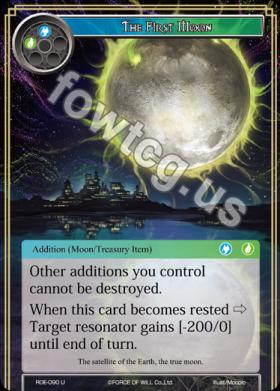 The First Moon
fowtcg.us
Addition (Moon/Treasury Item)
Other additions you control
cannot be destroyed.
When this card becomes rested ⇨
Target resonator gains [-200/0]
until end of turn.
The satellite of the Earth, the true moon.
RDE-090 U ©FORCE OF WILL Co.,Ltd. Illust/Moopic